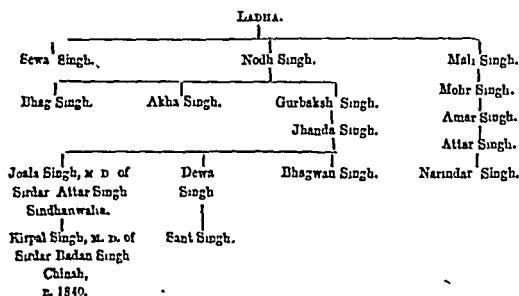 LADHA.
Sewa Singh. Nodh Singh. Mali Singh.
Mohr Singh.
Bhag Singh. Akha Singh. Gurbaksh Singh.
Amar Singh.
Jhanda Singh.
Attar Singh.
Joala Singh, M D of Dewa Bhagwan Singh. Narindar Singh.
Sirdar Attar Singh Singh
Sindhanwalia.
Kirpal Singh, M. D. of Sant Singh.
Sirdar Badan Singh
Chinah,
B. 1840.